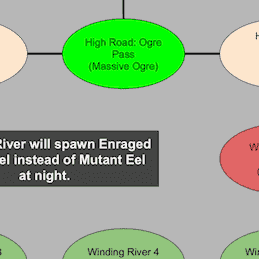 High Road: Ogre
Pass
(Massive Ogre)
H
River will spawn Enraged
el instead of Mutant Eel
at night.
W
(
3
Winding River 4
Win